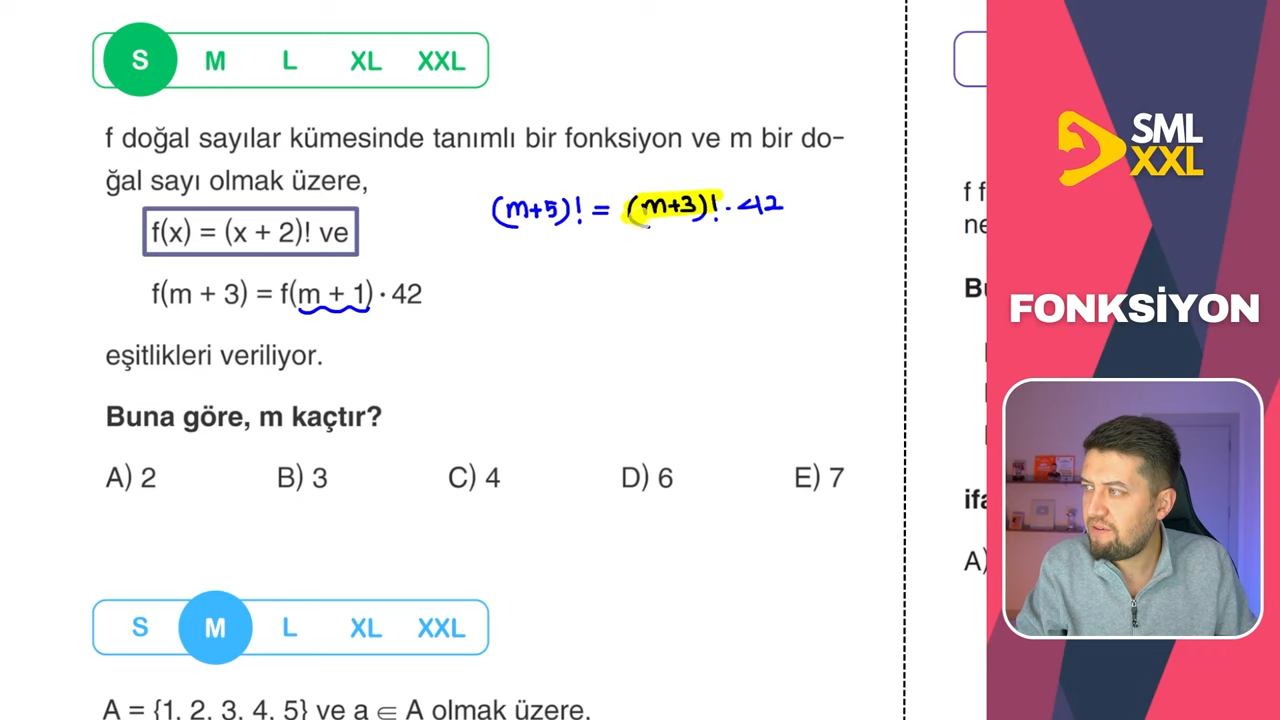 S M L XL XXL
f doğal sayılar kümesinde tanımlı bir fonksiyon ve m bir do-
ğal sayı olmak üzere,
f(x) = (x + 2)! ve
(m+5)! = (m+3)! · 42
f(m + 3) = f(m + 1) · 42
eşitlikleri veriliyor.
Buna göre, m kaçtır?
A) 2 B) 3 C) 4 D) 6 E) 7
S M L XL XXL
A = {1, 2, 3, 4, 5} ve a ∈ A olmak üzere,
f f
ne
ifa
A)
SML
XXL
FONKSİYON